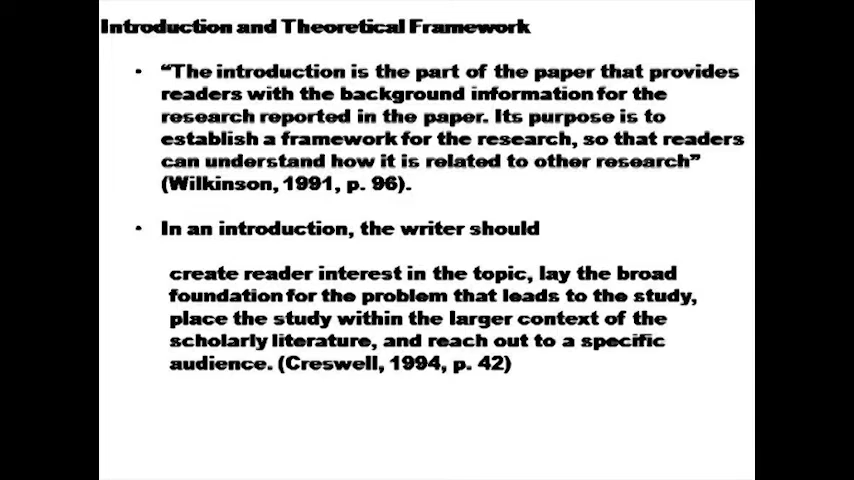 Introduction and Theoretical Framework
• “The introduction is the part of the paper that provides
readers with the background information for the
research reported in the paper. Its purpose is to
establish a framework for the research, so that readers
can understand how it is related to other research”
(Wilkinson, 1991, p. 96).
• In an introduction, the writer should
create reader interest in the topic, lay the broad
foundation for the problem that leads to the study,
place the study within the larger context of the
scholarly literature, and reach out to a specific
audience. (Creswell, 1994, p. 42)